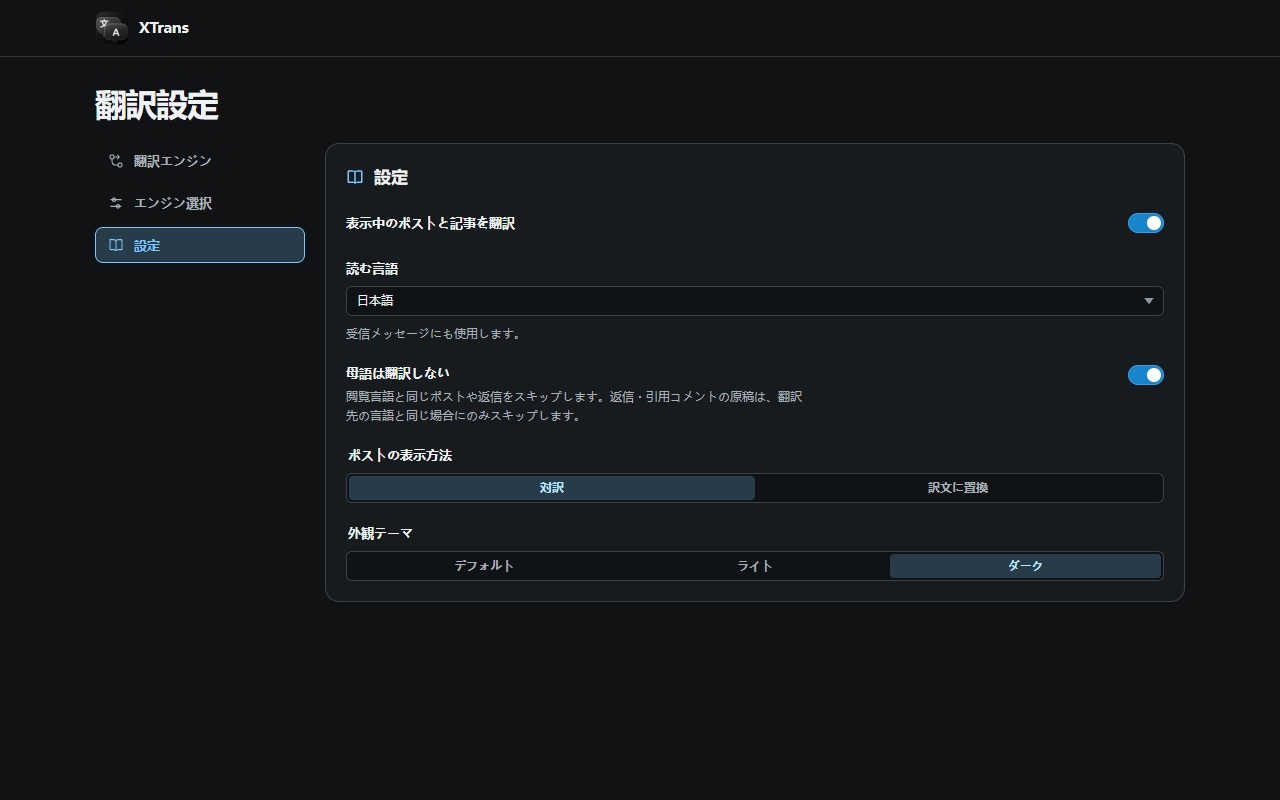 XTrans
翻訳設定
翻訳エンジン
エンジン選択
設定
設定
表示中のポストと記事を翻訳
読む言語
日本語
受信メッセージにも使用します。
母語は翻訳しない
閲覧言語と同じポストや返信をスキップします。返信・引用コメントの原稿は、翻訳
先の言語と同じ場合にのみスキップします。
ポストの表示方法
対訳
訳文に置換
外観テーマ
デフォルト
ライト
ダーク